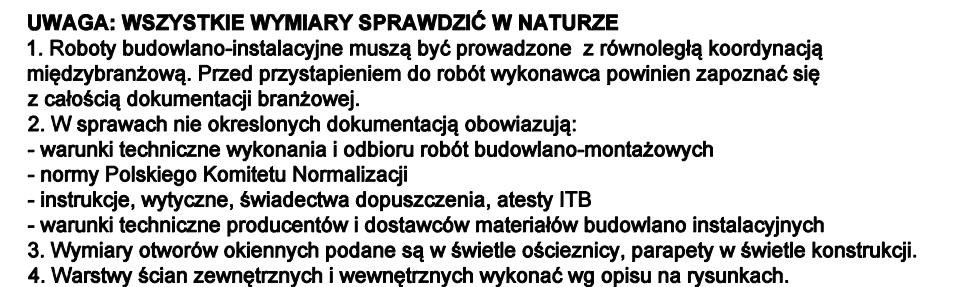 UWAGA: WSZYSTKIE WYMIARY SPRAWDZIĆ W NATURZE
1. Roboty budowlano-instalacyjne muszą być prowadzone  z równoległą koordynacją
międzybranżową. Przed przystapieniem do robót wykonawca powinien zapoznać się
z całością dokumentacji branżowej.
2. W sprawach nie okreslonych dokumentacją obowiazują:
- warunki techniczne wykonania i odbioru robót budowlano-montażowych
- normy Polskiego Komitetu Normalizacji
- instrukcje, wytyczne, świadectwa dopuszczenia, atesty ITB
- warunki techniczne producentów i dostawców materiałów budowlano instalacyjnych
3. Wymiary otworów okiennych podane są w świetle ościeznicy, parapety w świetle konstrukcji.
4. Warstwy ścian zewnętrznych i wewnętrznych wykonać wg opisu na rysunkach.